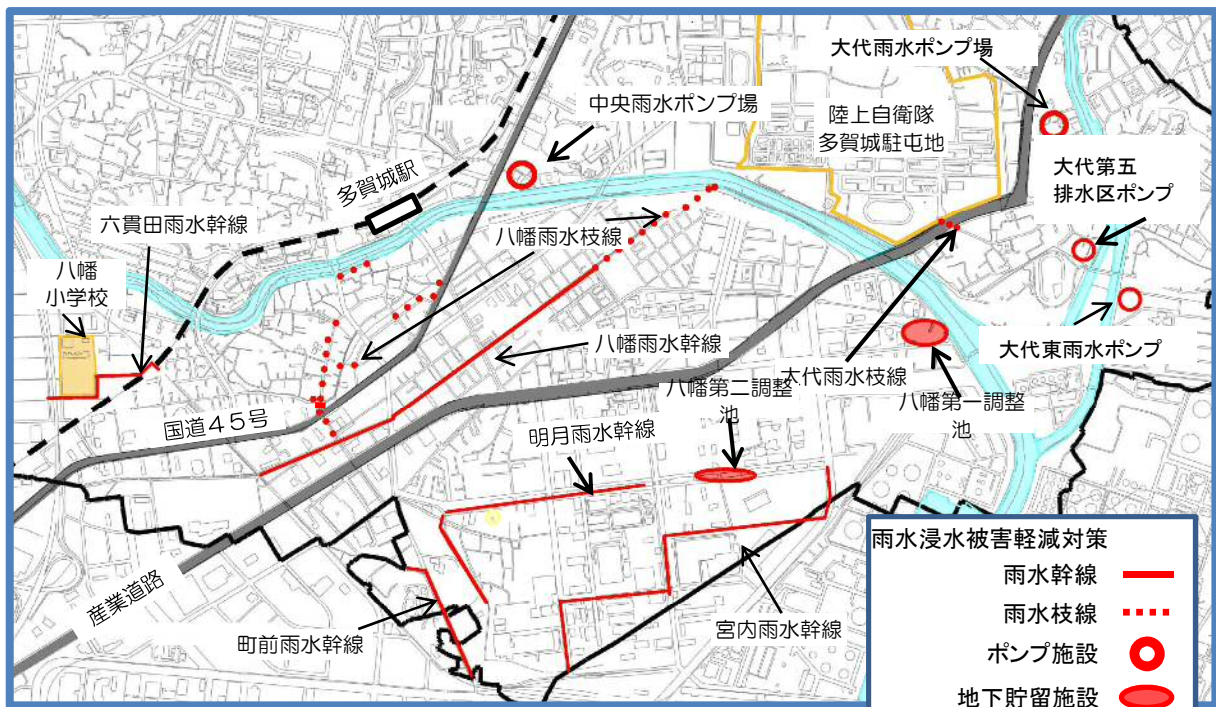 大代雨水ポンプ場
中央雨水ポンプ場
陸上自衛隊
多賀城駐屯地
多賀城駅
大代第五
排水区ポンプ
六貫田雨水幹線
八幡雨水枝線
八幡
小学校
八幡雨水幹線
大代東雨水ポンプ
大代雨水枝線
八幡第二調整
池
八幡第一調整
池
国道45号
明月雨水幹線
産業道路
町前雨水幹線
宮内雨水幹線
雨水浸水被害軽減対策
雨水幹線
雨水枝線
ポンプ施設
地下貯留施設